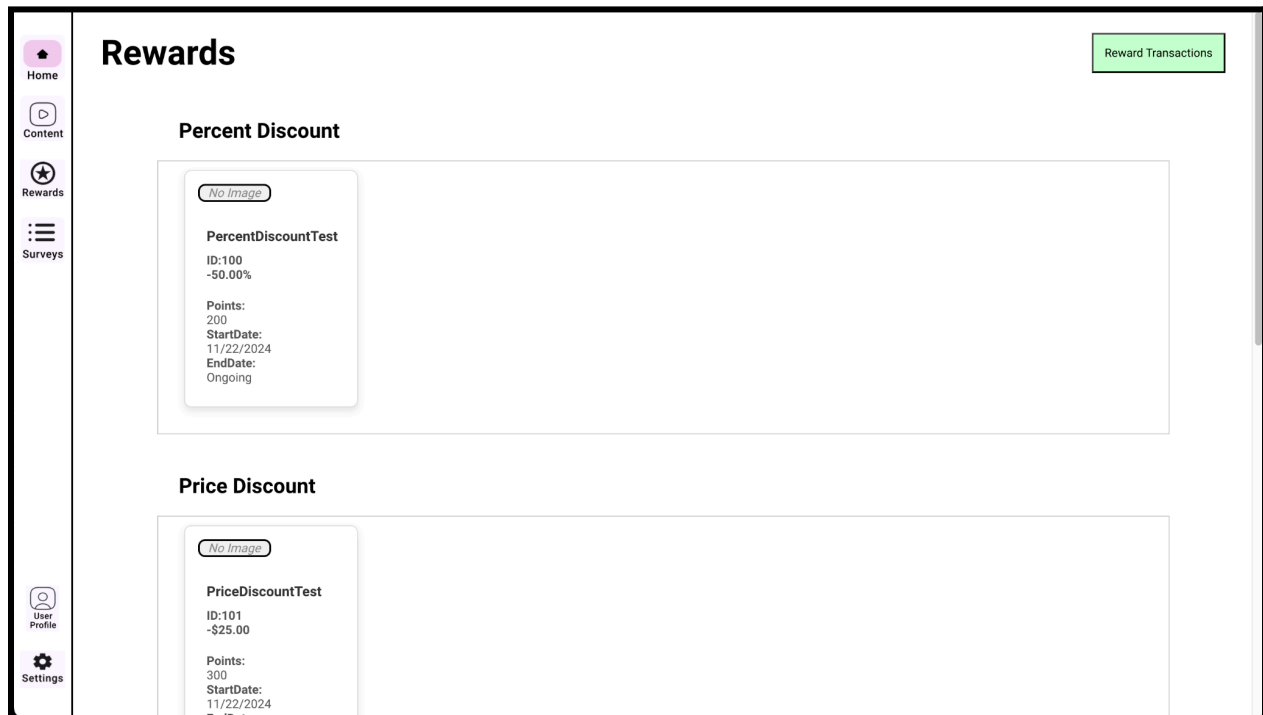 Home
Content
Rewards
Surveys
User
Profile
Settings
Rewards
Reward Transactions
Percent Discount
No Image
PercentDiscountTest
ID:100
-50.00%
Points:
200
StartDate:
11/22/2024
EndDate:
Ongoing
Price Discount
No Image
PriceDiscountTest
ID:101
-$25.00
Points:
300
StartDate:
11/22/2024